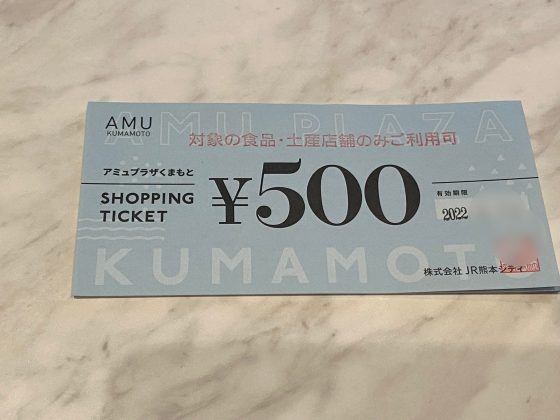 AMU PLAZA
AMU
KUMAMOTO
対象の食品・土産店舗のみご利用可
アミュプラザくまもと
SHOPPING
TICKET
¥500
有効期限
2022
KUMAMOT
株式会社 JR熊本シティ